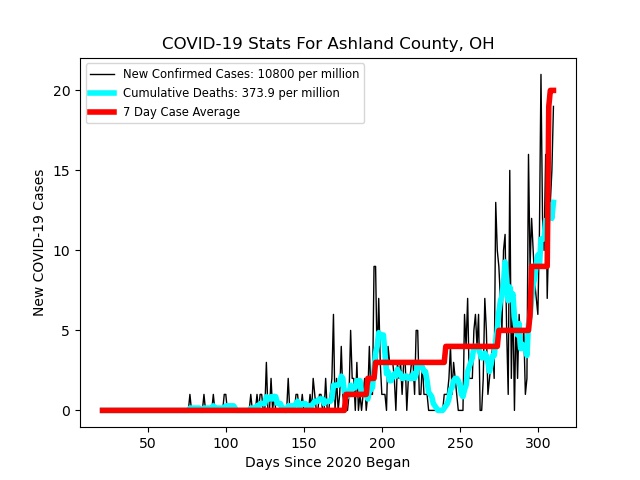 COVID-19 Stats For Ashland County, OH
New Confirmed Cases: 10800 per million
Cumulative Deaths: 373.9 per million
7 Day Case Average
New COVID-19 Cases
20
15
10
5
0
50 100 150 200 250 300
Days Since 2020 Began